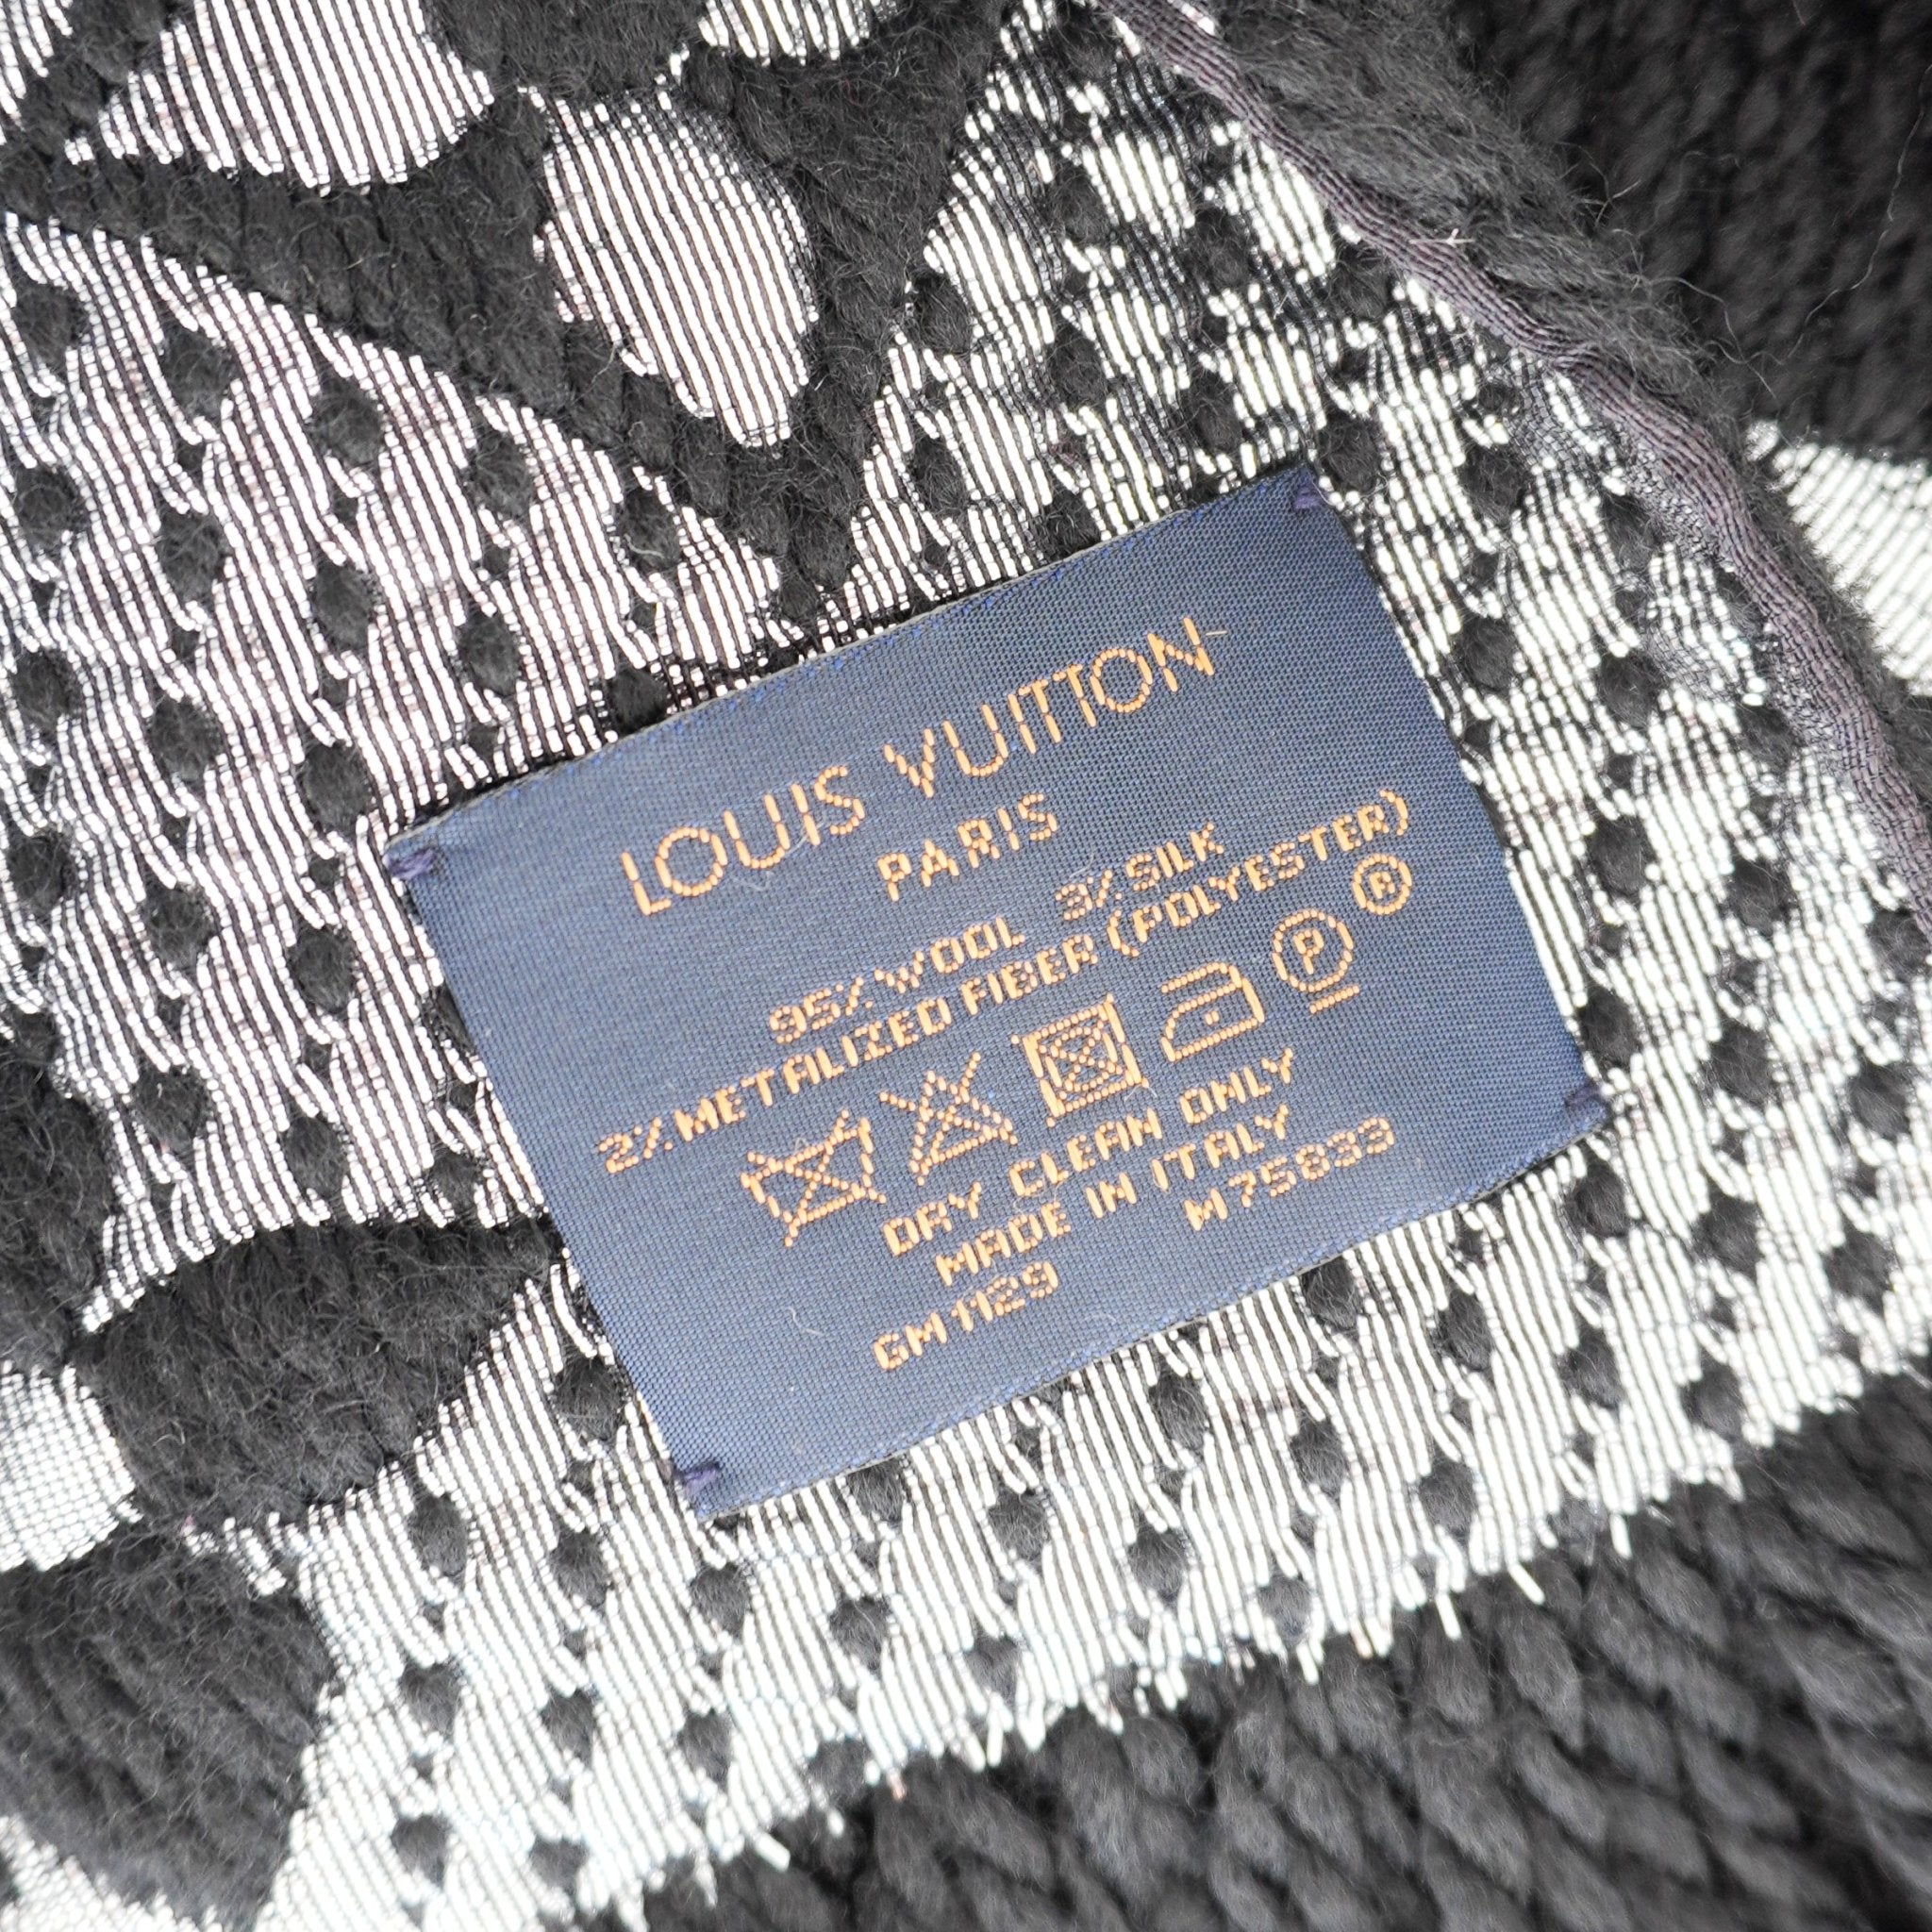 LOUIS VUITTON
PARIS
95% WOOL 3% SILK
2% METALIZED FIBER (POLYESTER)
P R
DRY CLEAN ONLY
MADE IN ITALY
GM1129 M75833